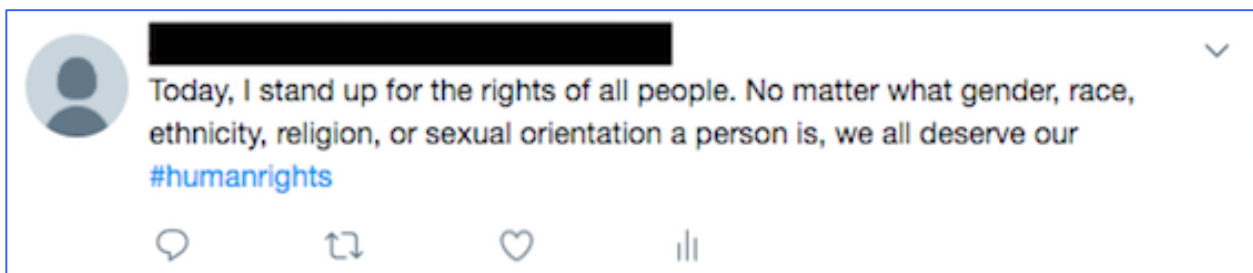 Today, I stand up for the rights of all people. No matter what gender, race,
ethnicity, religion, or sexual orientation a person is, we all deserve our
#humanrights